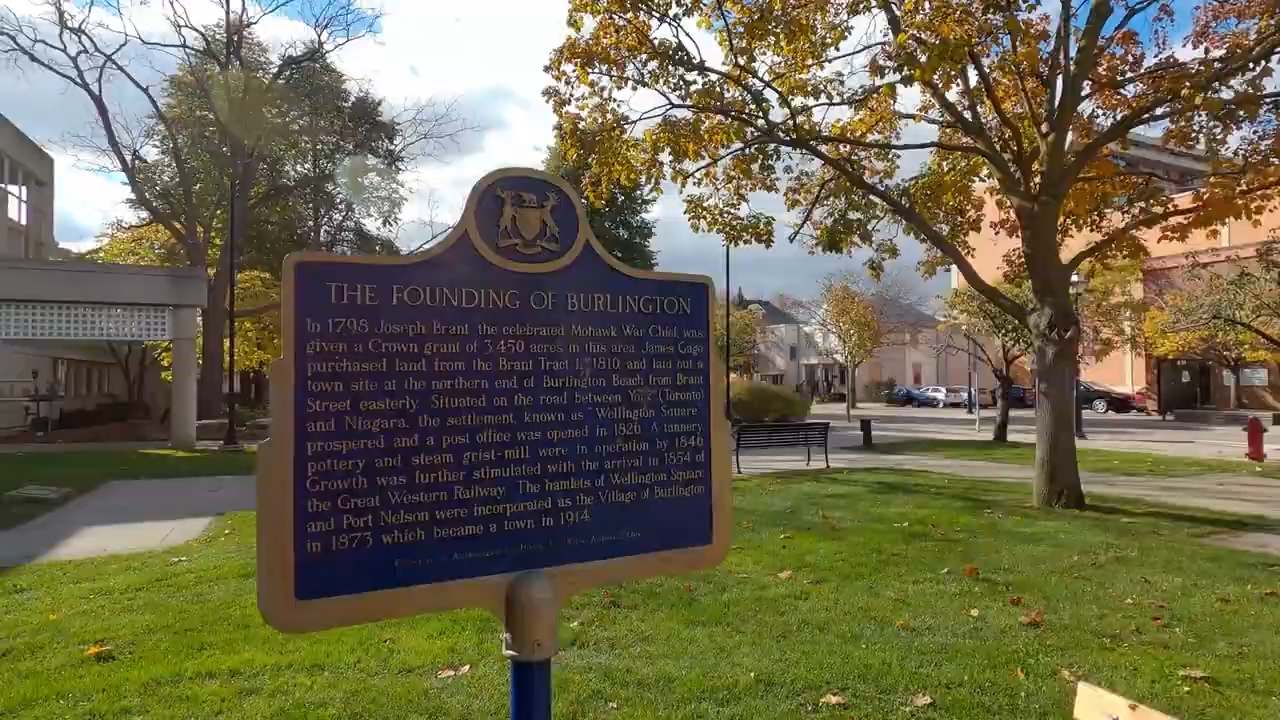 THE FOUNDING OF BURLINGTON
In 1798 Joseph Brant, the celebrated Mohawk War Chief, was
given a Crown grant of 3,450 acres in this area. James Gage
purchased land from the Brant Tract in 1810 and laid out a
town site at the northern end of Burlington Beach from Brant
Street easterly. Situated on the road between York (Toronto)
and Niagara, the settlement, known as "Wellington Square"
prospered and a post office was opened in 1826. A tannery,
pottery and steam grist-mill were in operation by 1846.
Growth was further stimulated with the arrival in 1854 of
the Great Western Railway. The hamlets of Wellington Square
and Port Nelson were incorporated as the Village of Burlington
in 1873 which became a town in 1914.